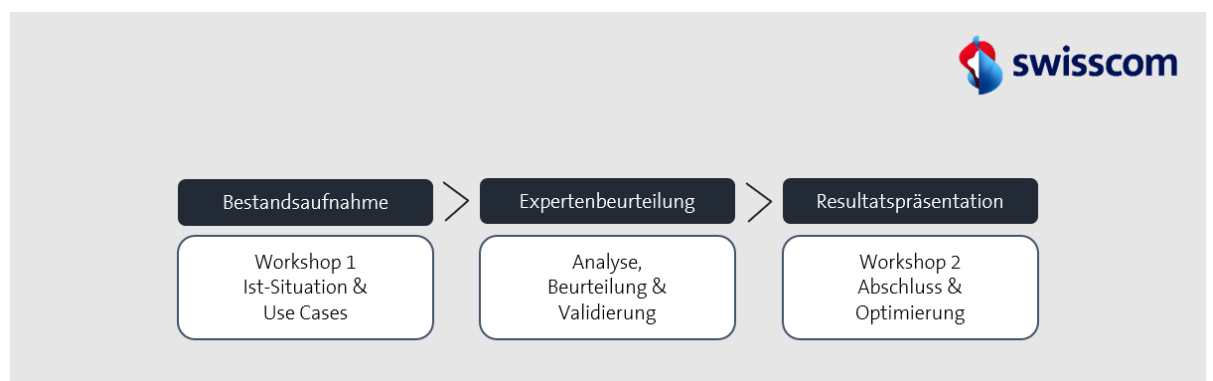 swisscom
Bestandsaufnahme
Expertenbeurteilung
Resultatspräsentation
Workshop 1
Ist-Situation &
Use Cases
Analyse,
Beurteilung &
Validierung
Workshop 2
Abschluss &
Optimierung